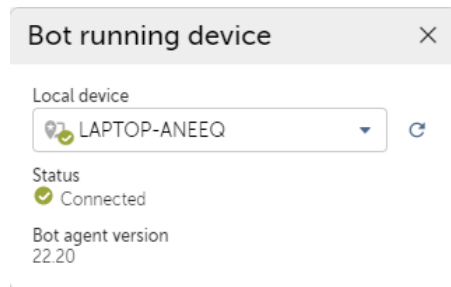 Bot running device
Local device
LAPTOP-ANEEQ
Status
Connected
Bot agent version
22.20